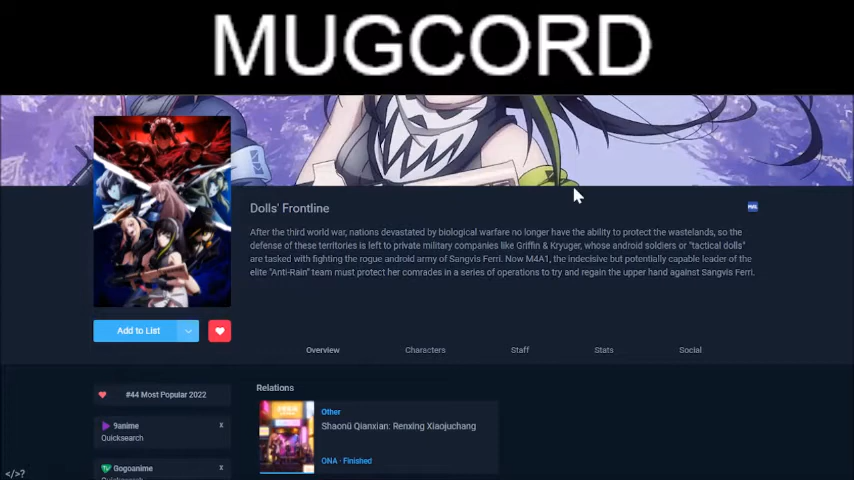 MUGCORD
Dolls' Frontline
MAL
After the third world war, nations devastated by biological warfare no longer have the ability to protect the wastelands, so the
defense of these territories is left to private military companies like Griffin & Kryuger, whose android soldiers or "tactical dolls"
are tasked with fighting the rogue android army of Sangvis Ferri. Now M4A1, the indecisive but potentially capable leader of the
elite "Anti-Rain" team must protect her comrades in a series of operations to try and regain the upper hand against Sangvis Ferri.
Add to List
Overview Characters Staff Stats Social
#44 Most Popular 2022
Relations
Other
Shaonü Qianxian: Renxing Xiaojuchang
ONA · Finished
9anime x
Quicksearch
Gogoanime x
Quicksearch
</>?